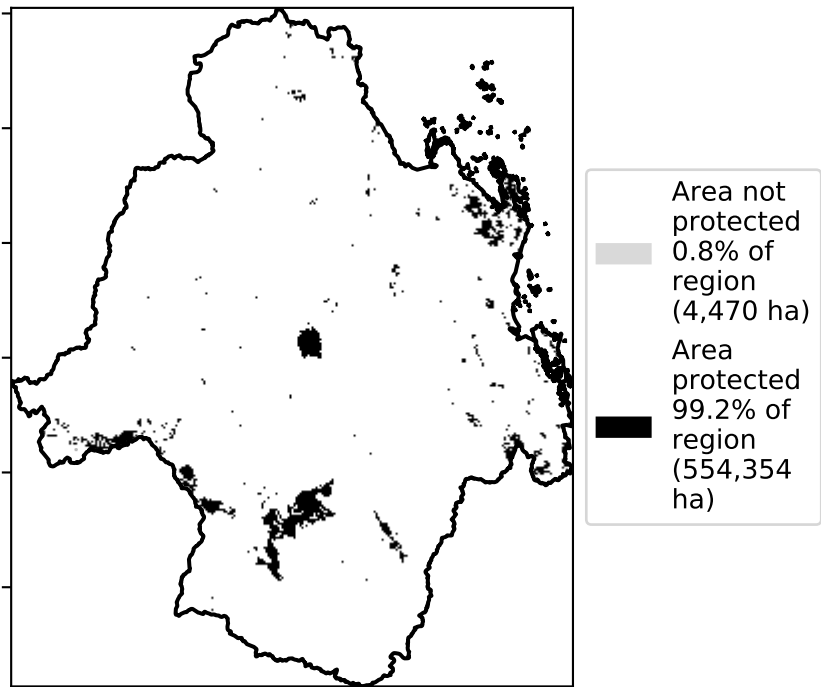 Area not
protected
0.8% of
region
(4,470 ha)
Area
protected
99.2% of
region
(554,354
ha)